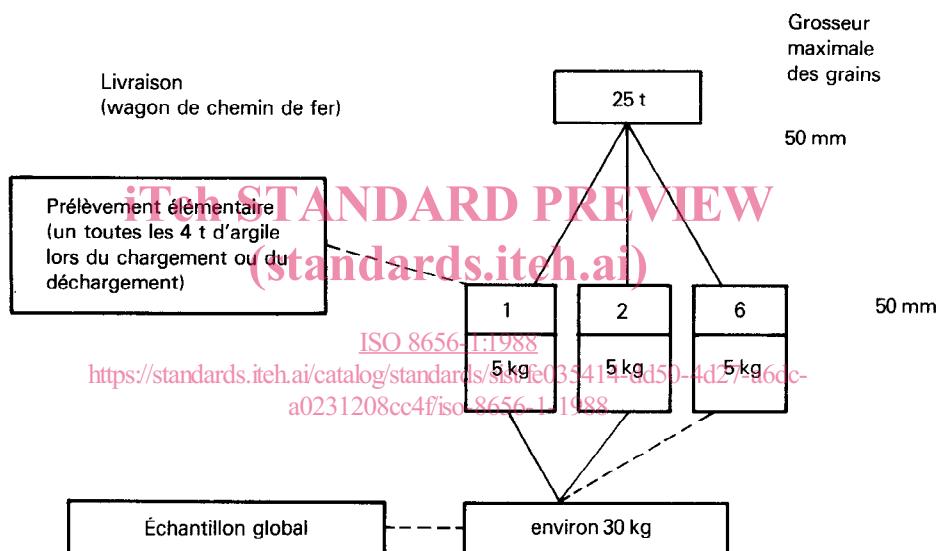 Grosseur
maximale
des grains
Livraison
(wagon de chemin de fer)
25 t
50 mm
iTeh STANDARD PREVIEW
(standards.iteh.ai)
Prélèvement élémentaire
(un toutes les 4 t d'argile
lors du chargement ou du
déchargement)
1
2
6
50 mm
ISO 8656-1:1988
5 kg
5 kg
5 kg
https://standards.iteh.ai/catalog/standards/sist/fe035414-dd50-4d27-a6dc-
a0231208cc4f/iso-8656-1-1988
Échantillon global
environ 30 kg